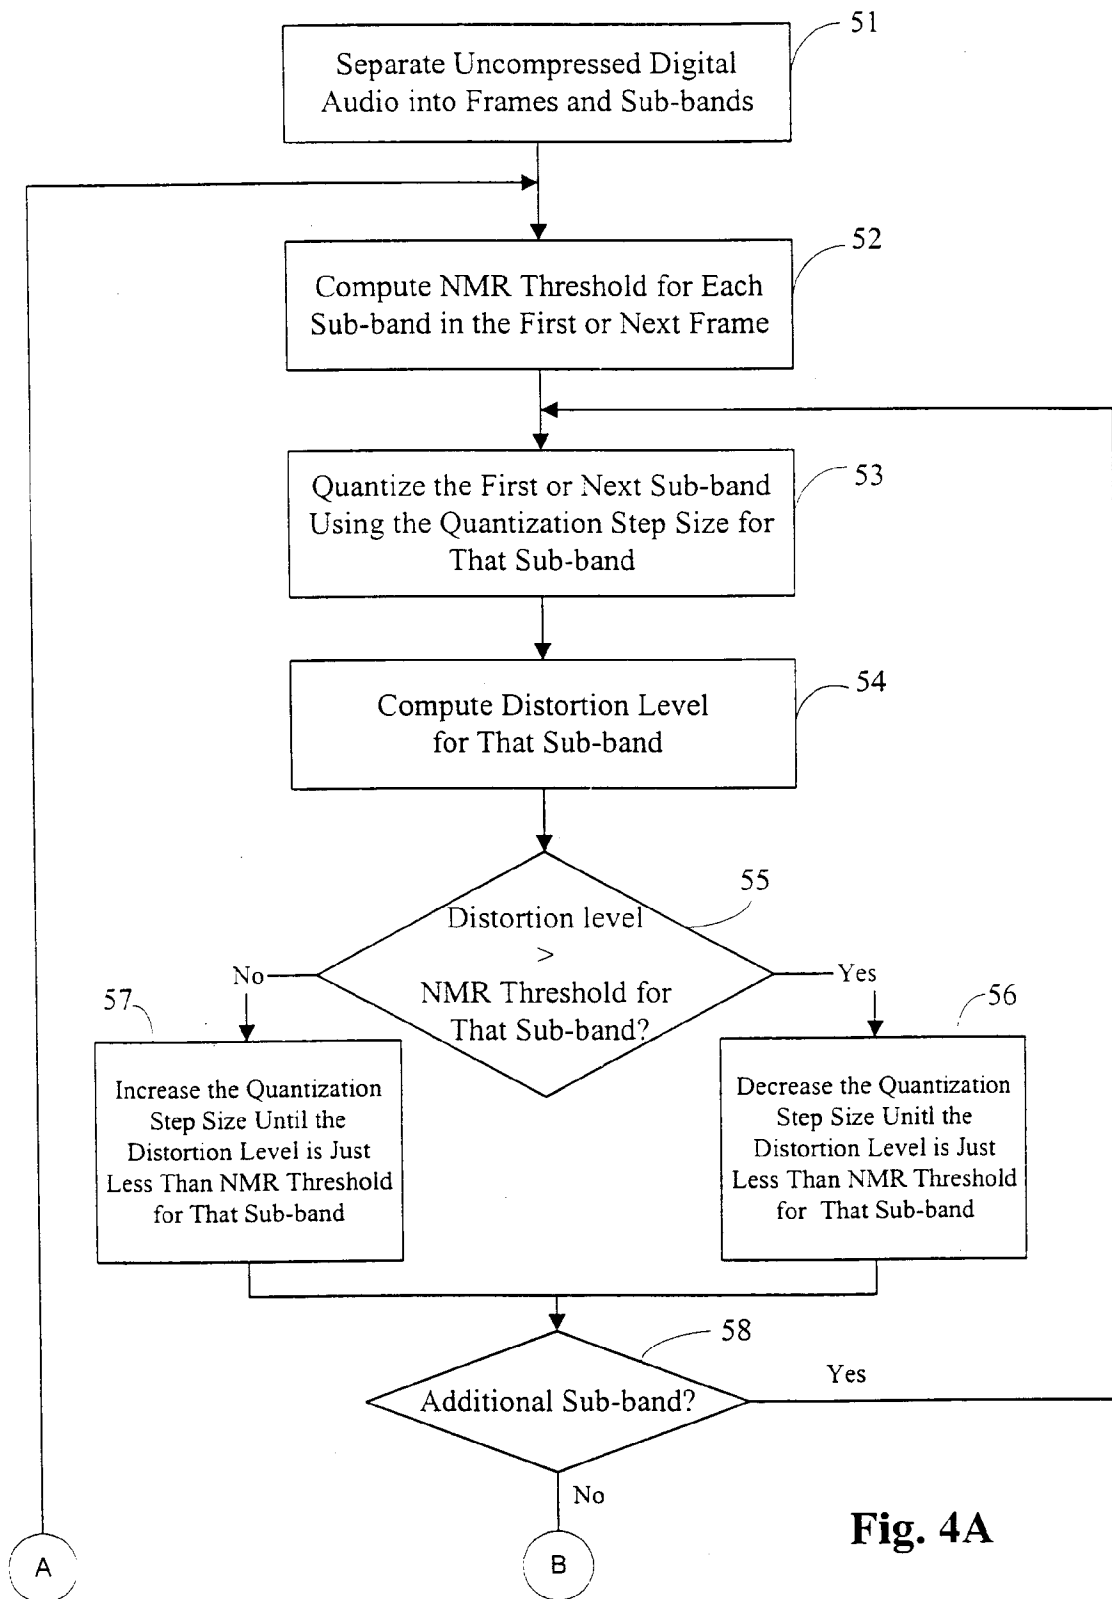 51
Separate Uncompressed Digital
Audio into Frames and Sub-bands
52
Compute NMR Threshold for Each
Sub-band in the First or Next Frame
53
Quantize the First or Next Sub-band
Using the Quantization Step Size for
That Sub-band
54
Compute Distortion Level
for That Sub-band
55
Distortion level
>
NMR Threshold for
That Sub-band?
No
Yes
57
56
Increase the Quantization
Step Size Until the
Distortion Level is Just
Less Than NMR Threshold
for That Sub-band
Decrease the Quantization
Step Size Unitl the
Distortion Level is Just
Less Than NMR Threshold
for That Sub-band
58
Additional Sub-band?
Yes
No
Fig. 4A
A
B